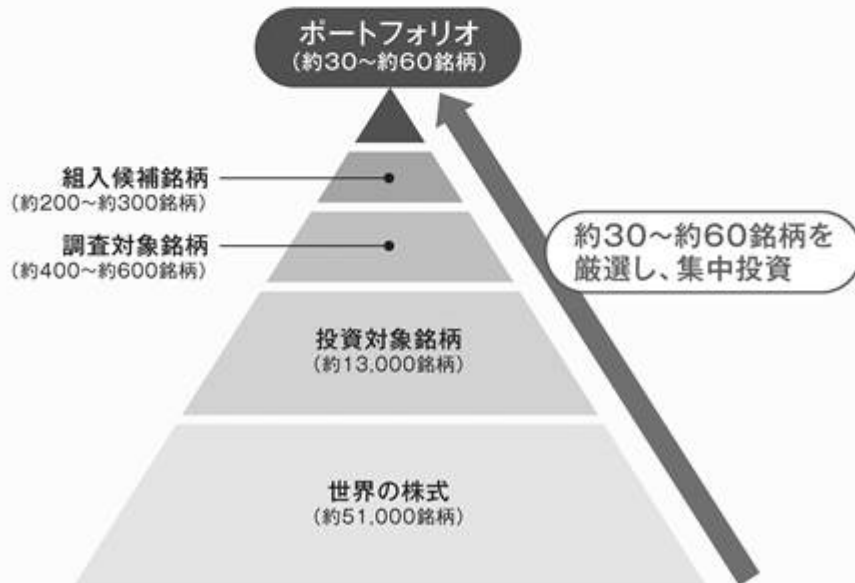 ポートフォリオ
(約30〜約60銘柄)
組入候補銘柄
(約200〜約300銘柄)
調査対象銘柄
(約400〜約600銘柄)
約30〜約60銘柄を
厳選し、集中投資
投資対象銘柄
(約13,000銘柄)
世界の株式
(約51,000銘柄)